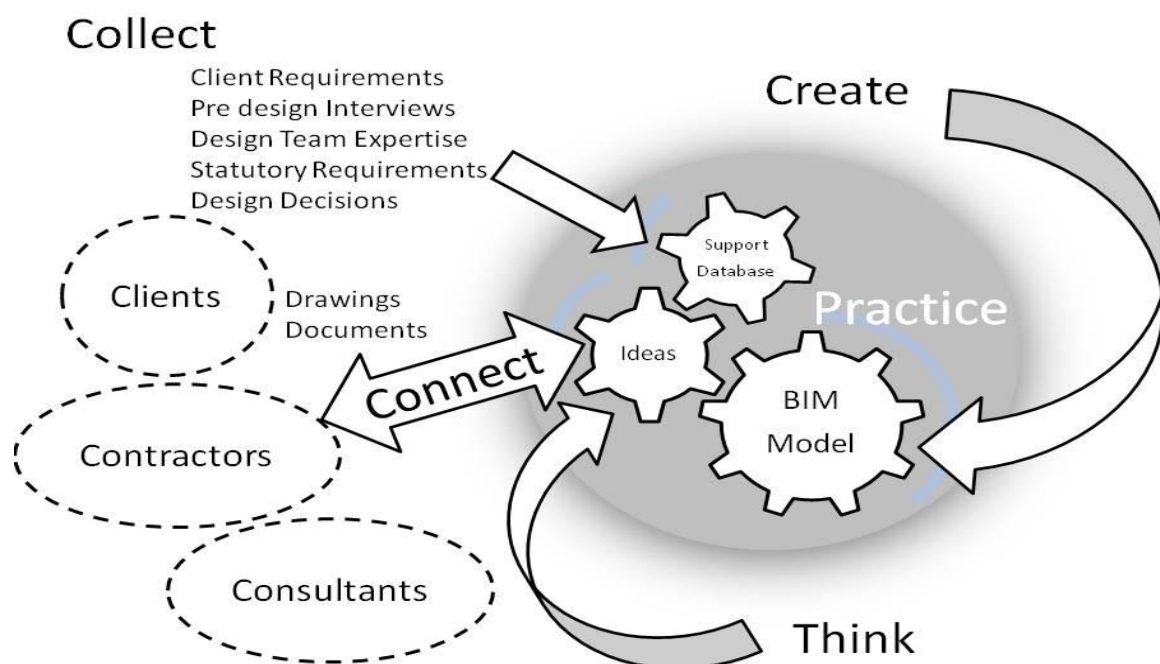 Collect
Client Requirements
Pre design Interviews
Design Team Expertise
Statutory Requirements
Design Decisions
Create
Support
Database
Practice
Clients
Drawings
Documents
Connect
Ideas
BIM
Model
Contractors
Consultants
Think